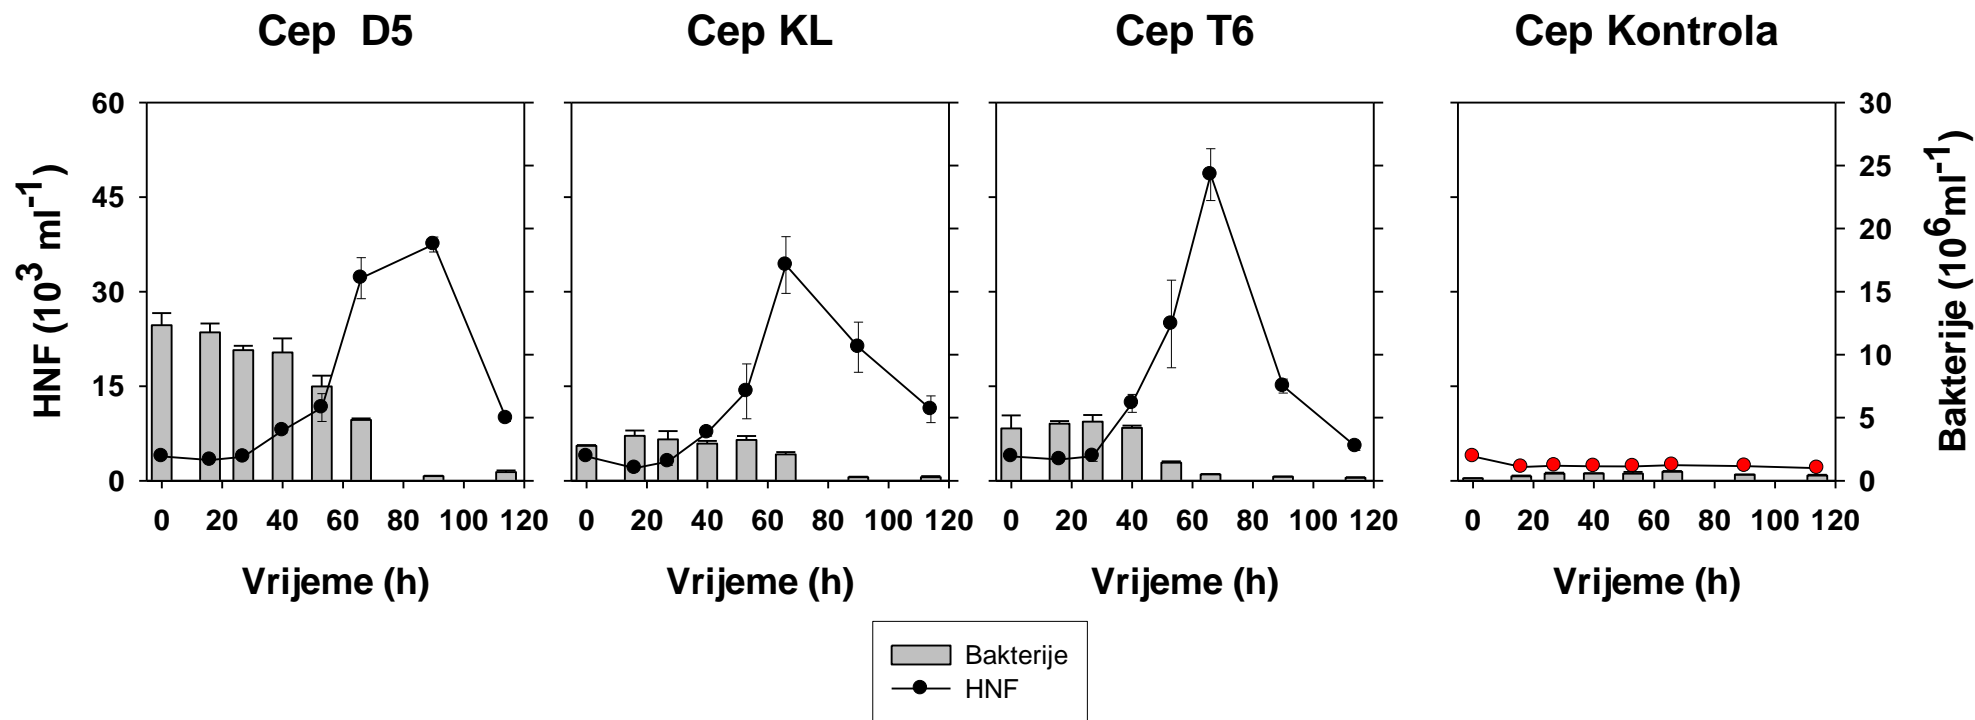 Cep D5 Cep KL Cep T6 Cep Kontrola
60 30
25
45
20
30 15
10
15
5
0 0
HNF (10³ ml⁻¹)
Bakterije (10⁶ml⁻¹)
0 20 40 60 80 100 120 0 20 40 60 80 100 120 0 20 40 60 80 100 120 0 20 40 60 80 100 120
Vrijeme (h) Vrijeme (h) Vrijeme (h) Vrijeme (h)
Bakterije
HNF